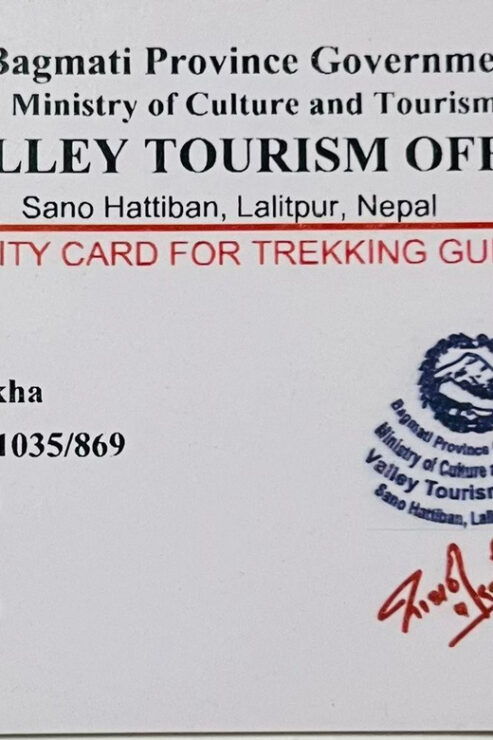 Bagmati Province Governme
Ministry of Culture and Tourism
LLEY TOURISM OFF
Sano Hattiban, Lalitpur, Nepal
ITY CARD FOR TREKKING GU
kha
1035/869
Bagmati Province
Ministry of Culture
Valley Touris
Sano Hattiban, Lal